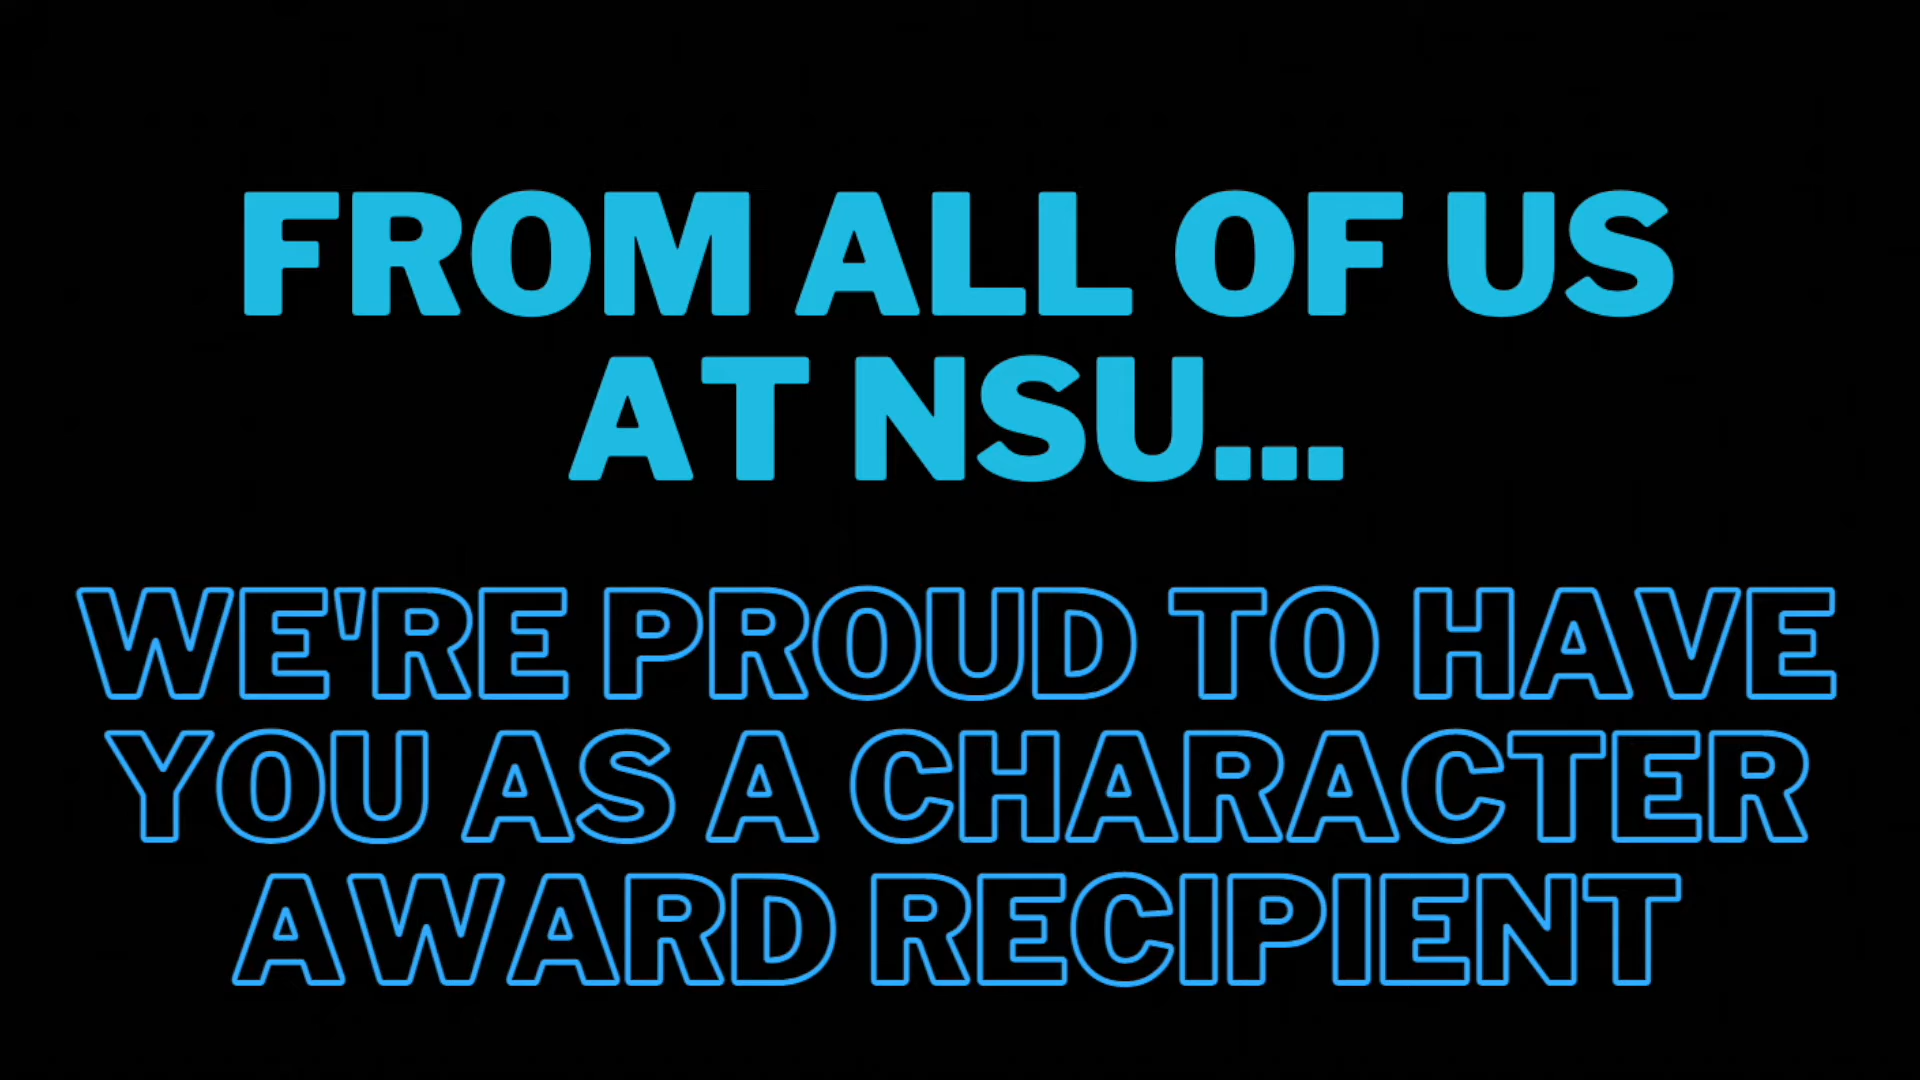 FROM ALL OF US
AT NSU...
WE'RE PROUD TO HAVE
YOU AS A CHARACTER
AWARD RECIPIENT